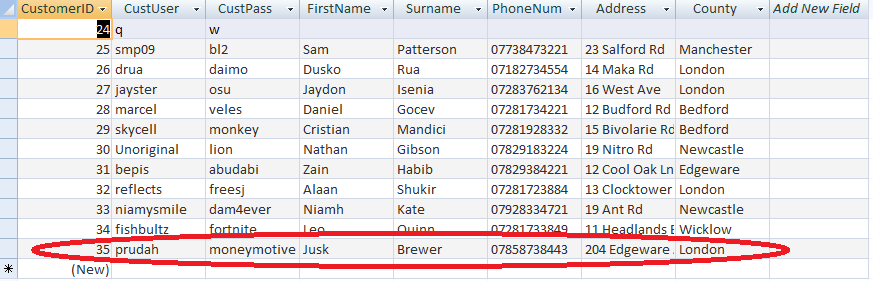 CustomerID CustUser CustPass FirstName Surname PhoneNum Address County Add New Field
24 q w
25 smp09 bl2 Sam Patterson 07738473221 23 Salford Rd Manchester
26 drua daimo Dusko Rua 07182734554 14 Maka Rd London
27 jayster osu Jaydon Isenia 07283762134 16 West Ave London
28 marcel veles Daniel Gocev 07281734221 12 Budford Rd Bedford
29 skycell monkey Cristian Mandici 07281928332 15 Bivolarie Rd Bedford
30 Unoriginal lion Nathan Gibson 07829183224 19 Nitro Rd Newcastle
31 bepis abudabi Zain Habib 07829384221 12 Cool Oak Ln Edgeware
32 reflects freesj Alaan Shukir 07281723884 13 Clocktower London
33 niamysmile dam4ever Niamh Kate 07928334721 19 Ant Rd Newcastle
34 fishbultz fortnite Leo Quinn 07281733849 11 Headlands Wicklow
35 prudah moneymotive Jusk Brewer 07858738443 204 Edgeware London
(New)